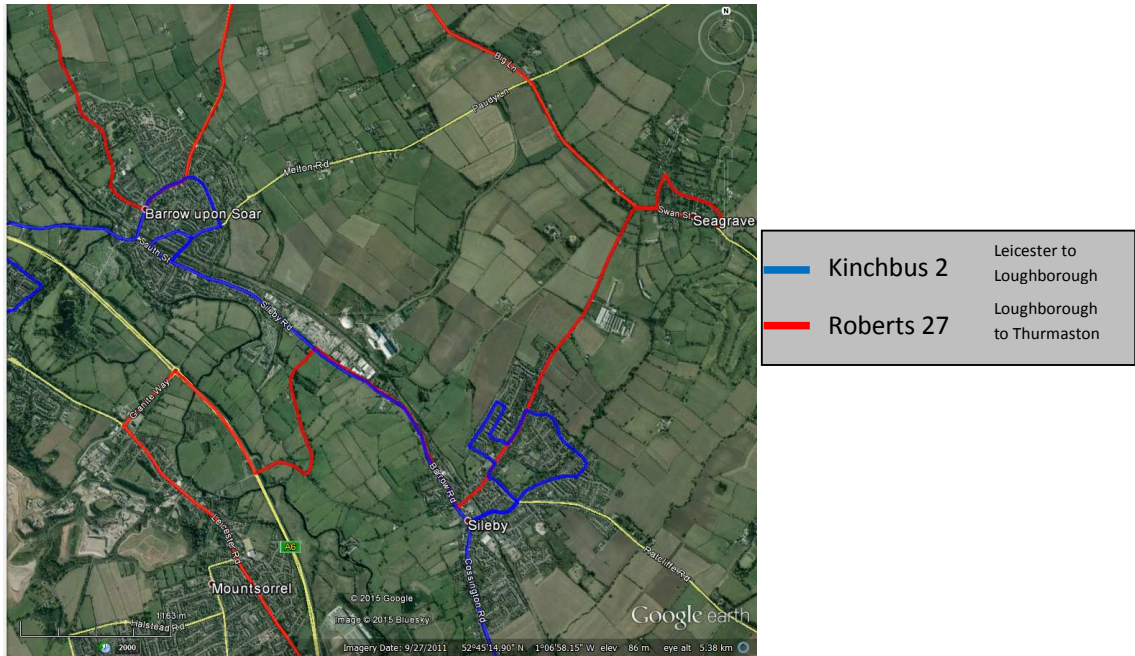 N
Big Ln
Paudy Ln
Melton Rd
Barrow upon Soar
Swan St
Seagrave
South St
Sileby Rd
Granite Way
Barrow Rd
Sileby
Leicester Rd
A6
Ratcliffe Rd
Mountsorrel
Cossington Rd
© 2015 Google
Image © 2015 Bluesky
Google earth
1163 m
Halstead Rd
2000
Imagery Date: 9/27/2011 52°45'14.90" N 1°06'58.15" W elev 86 m eye alt 5.38 km
Kinchbus 2
Leicester to
Loughborough
Roberts 27
Loughborough
to Thurmaston